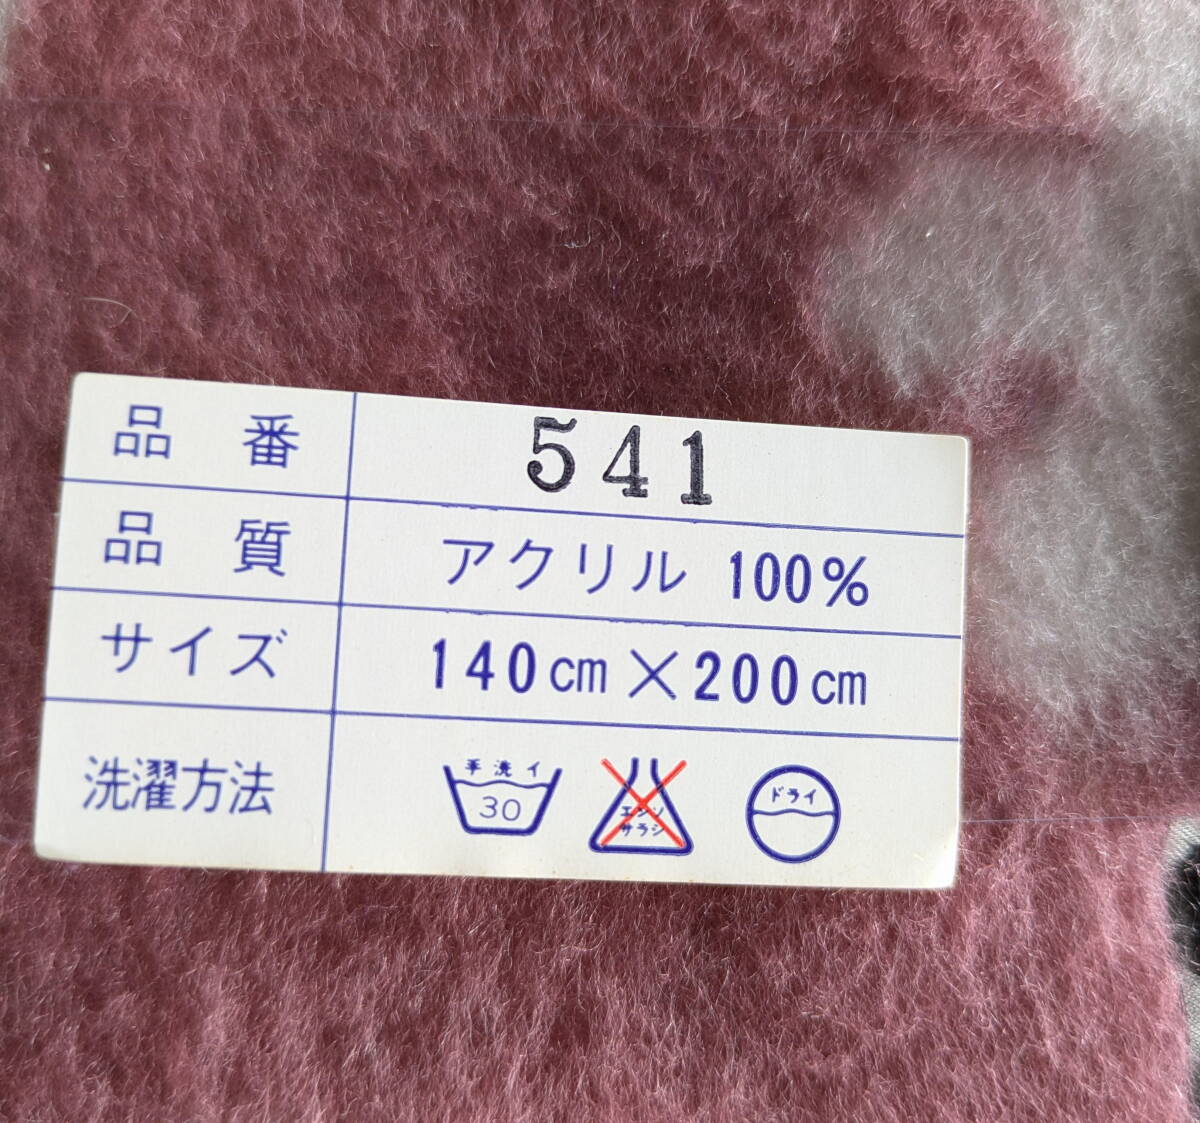 品番 541
品質 アクリル 100%
サイズ 140cm×200cm
洗濯方法 手洗イ 30 エンソ サラシ ドライ